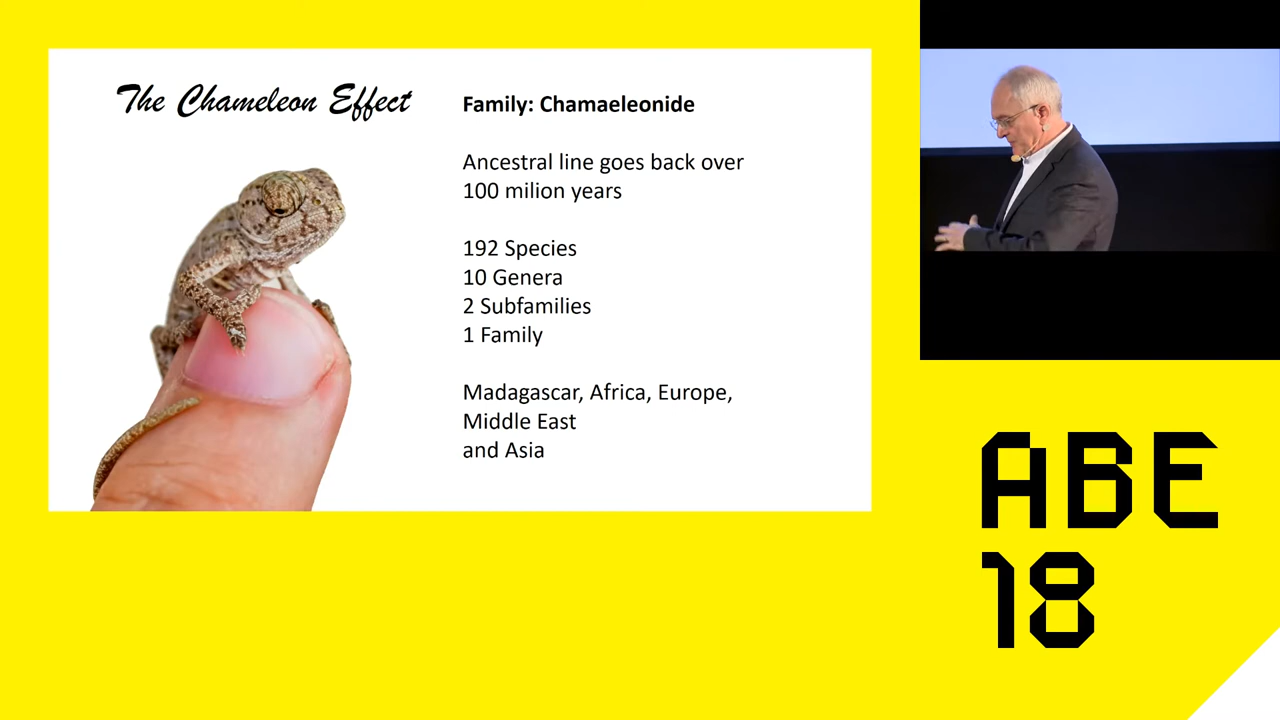 The Chameleon Effect
Family: Chamaeleonide
Ancestral line goes back over
100 milion years
192 Species
10 Genera
2 Subfamilies
1 Family
Madagascar, Africa, Europe,
Middle East
and Asia
ABE
18